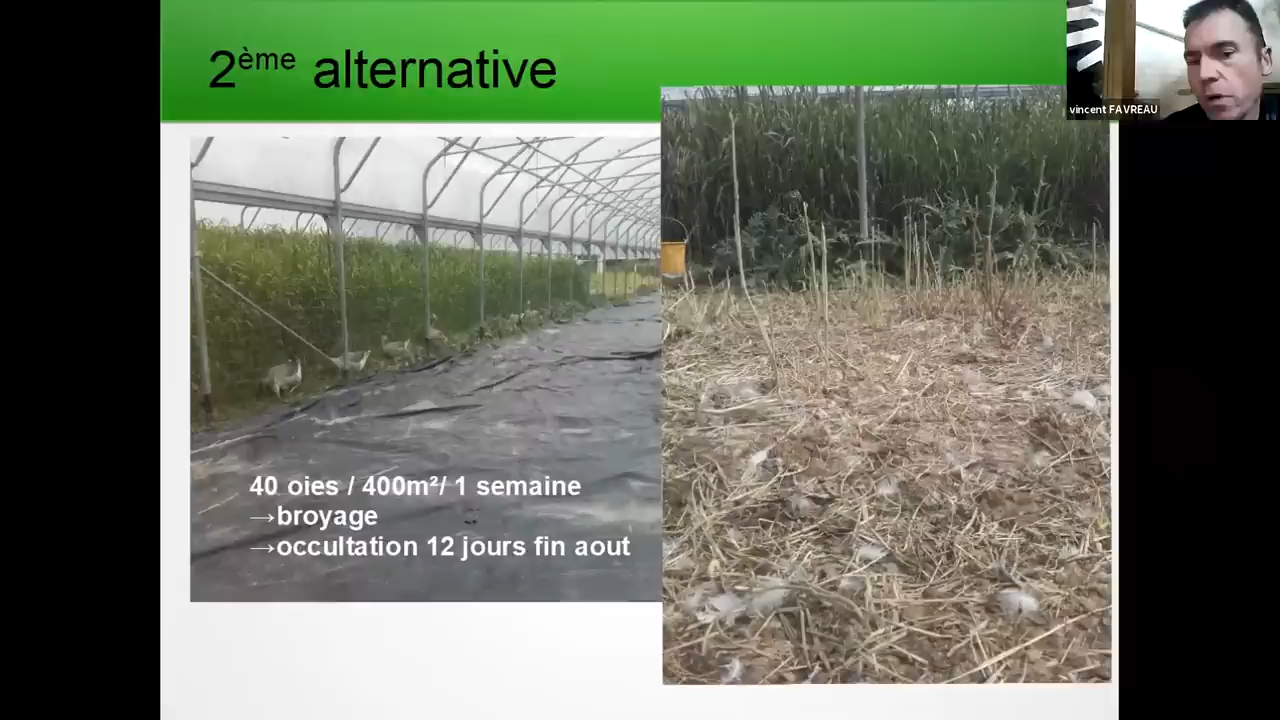 2ème alternative
vincent FAVREAU
40 oies / 400m²/ 1 semaine
→broyage
→occultation 12 jours fin aout